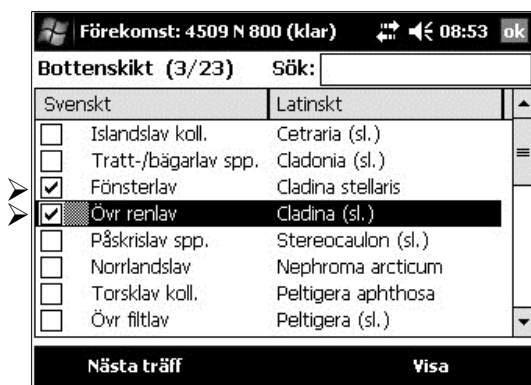 Förekomst: 4509 N 800 (klar) 08:53 ok
Bottenskikt (3/23) Sök:
Svenskt Latinskt
Islandslav koll. Cetraria (sl.)
Tratt-/bägarlav spp. Cladonia (sl.)
Fönsterlav Cladina stellaris
Övr renlav Cladina (sl.)
Påskrislav spp. Stereocaulon (sl.)
Norrlandslav Nephroma arcticum
Torsklav koll. Peltigera aphthosa
Övr filtlav Peltigera (sl.)
Nästa träff Visa